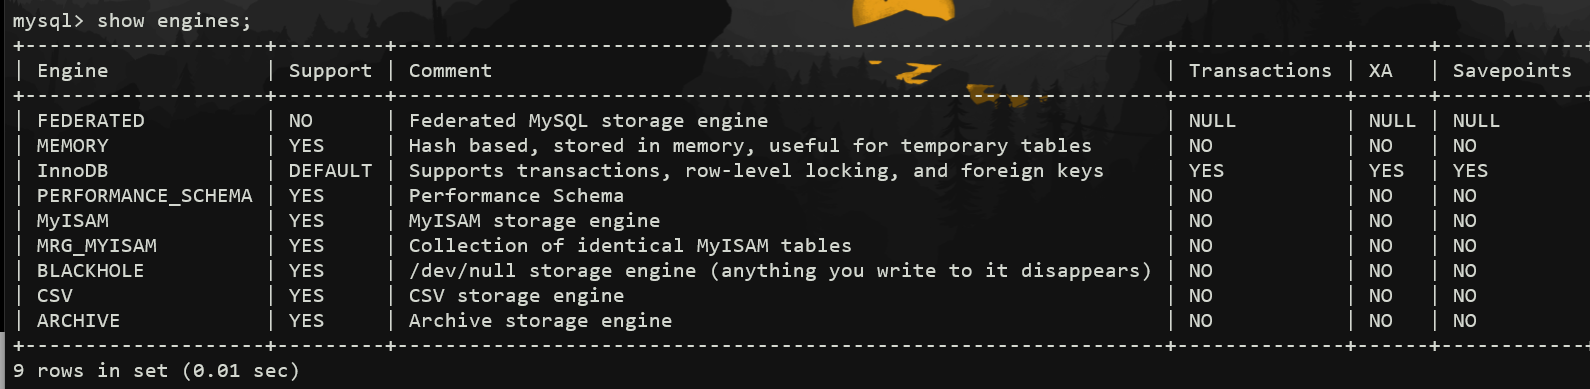 mysql> show engines;
+--------------------+---------+----------------------------------------------------------------+--------------+------+------------+
| Engine             | Support | Comment                                                        | Transactions | XA   | Savepoints
+--------------------+---------+----------------------------------------------------------------+--------------+------+------------+
| FEDERATED          | NO      | Federated MySQL storage engine                                 | NULL         | NULL | NULL
| MEMORY             | YES     | Hash based, stored in memory, useful for temporary tables      | NO           | NO   | NO
| InnoDB             | DEFAULT | Supports transactions, row-level locking, and foreign keys     | YES          | YES  | YES
| PERFORMANCE_SCHEMA | YES     | Performance Schema                                             | NO           | NO   | NO
| MyISAM             | YES     | MyISAM storage engine                                          | NO           | NO   | NO
| MRG_MYISAM         | YES     | Collection of identical MyISAM tables                          | NO           | NO   | NO
| BLACKHOLE          | YES     | /dev/null storage engine (anything you write to it disappears) | NO           | NO   | NO
| CSV                | YES     | CSV storage engine                                             | NO           | NO   | NO
| ARCHIVE            | YES     | Archive storage engine                                         | NO           | NO   | NO
+--------------------+---------+----------------------------------------------------------------+--------------+------+------------+
9 rows in set (0.01 sec)